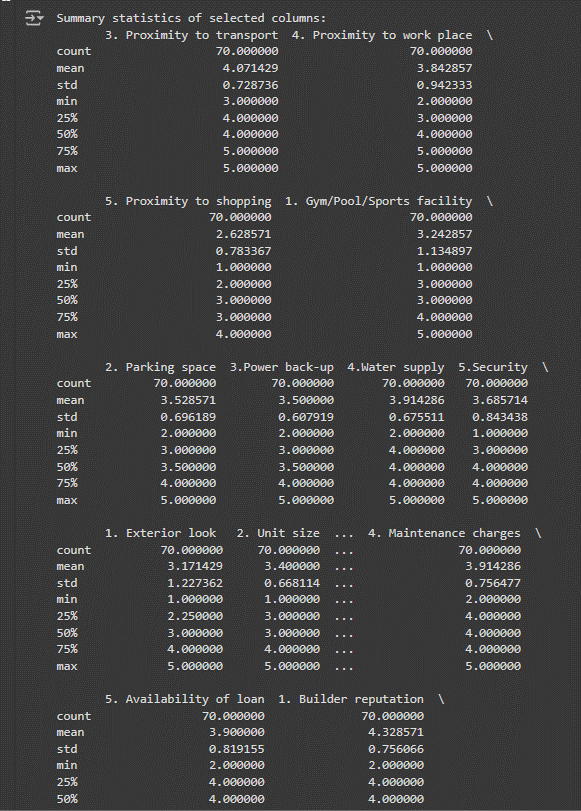 Summary statistics of selected columns:
3. Proximity to transport 4. Proximity to work place \
count 70.000000 70.000000
mean 4.071429 3.842857
std 0.728736 0.942333
min 3.000000 2.000000
25% 4.000000 3.000000
50% 4.000000 4.000000
75% 5.000000 5.000000
max 5.000000 5.000000
5. Proximity to shopping 1. Gym/Pool/Sports facility \
count 70.000000 70.000000
mean 2.628571 3.242857
std 0.783367 1.134897
min 1.000000 1.000000
25% 2.000000 3.000000
50% 3.000000 3.000000
75% 3.000000 4.000000
max 4.000000 5.000000
2. Parking space 3.Power back-up 4.Water supply 5.Security \
count 70.000000 70.000000 70.000000 70.000000
mean 3.528571 3.500000 3.914286 3.685714
std 0.696189 0.607919 0.675511 0.843438
min 2.000000 2.000000 2.000000 1.000000
25% 3.000000 3.000000 4.000000 3.000000
50% 3.500000 3.500000 4.000000 4.000000
75% 4.000000 4.000000 4.000000 4.000000
max 5.000000 5.000000 5.000000 5.000000
1. Exterior look 2. Unit size ... 4. Maintenance charges \
count 70.000000 70.000000 ... 70.000000
mean 3.171429 3.400000 ... 3.914286
std 1.227362 0.668114 ... 0.756477
min 1.000000 1.000000 ... 2.000000
25% 2.250000 3.000000 ... 4.000000
50% 3.000000 3.000000 ... 4.000000
75% 4.000000 4.000000 ... 4.000000
max 5.000000 5.000000 ... 5.000000
5. Availability of loan 1. Builder reputation \
count 70.000000 70.000000
mean 3.900000 4.328571
std 0.819155 0.756066
min 2.000000 2.000000
25% 4.000000 4.000000
50% 4.000000 4.000000